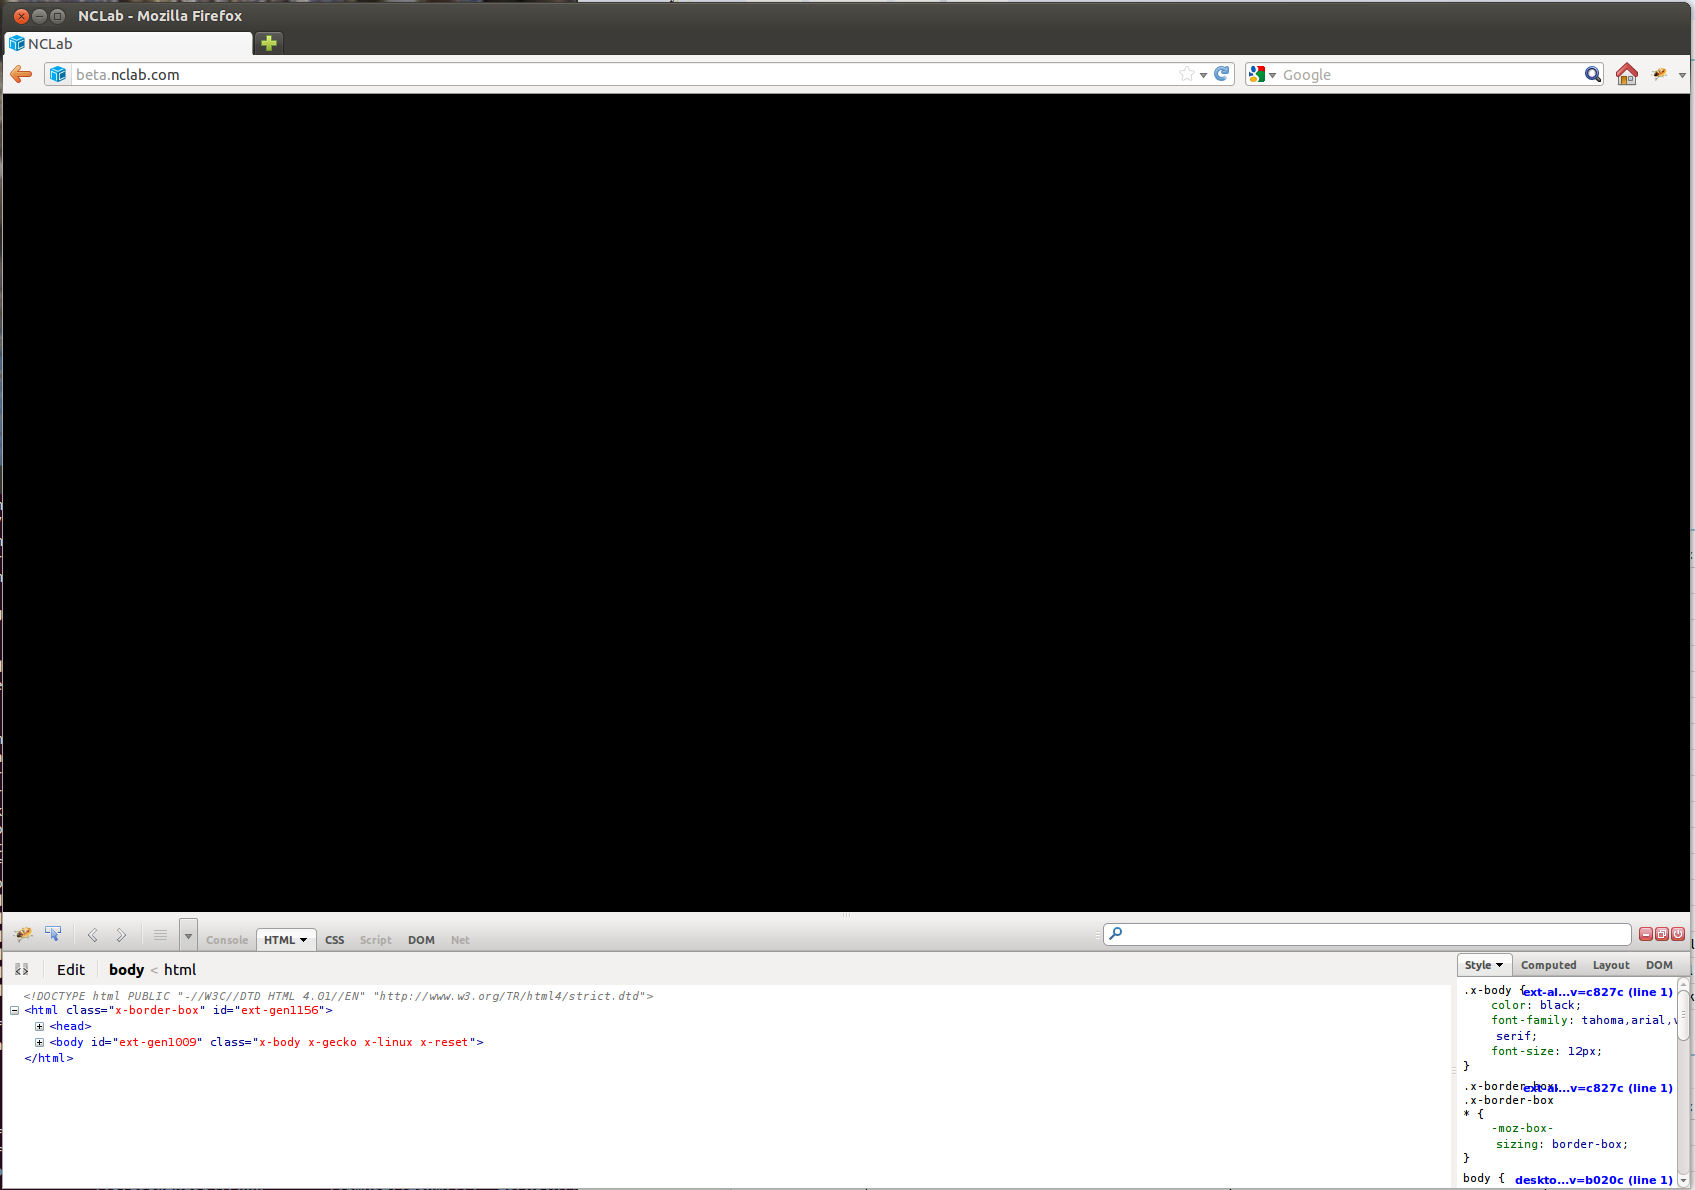 NCLab - Mozilla Firefox
NCLab
beta.nclab.com
Google
Console HTML CSS Script DOM Net
Edit body < html
Style Computed Layout DOM
<!DOCTYPE html PUBLIC "-//W3C//DTD HTML 4.01//EN" "http://www.w3.org/TR/html4/strict.dtd">
<html class="x-border-box" id="ext-gen1156">
<head>
<body id="ext-gen1009" class="x-body x-gecko x-linux x-reset">
</html>
.x-body { ext-al...v=c827c (line 1)
color: black;
font-family: tahoma,arial,v
serif;
font-size: 12px;
}
.x-border-box, ext-al...v=c827c (line 1)
.x-border-box
* {
-moz-box-
sizing: border-box;
}
body { deskto...v=b020c (line 1)